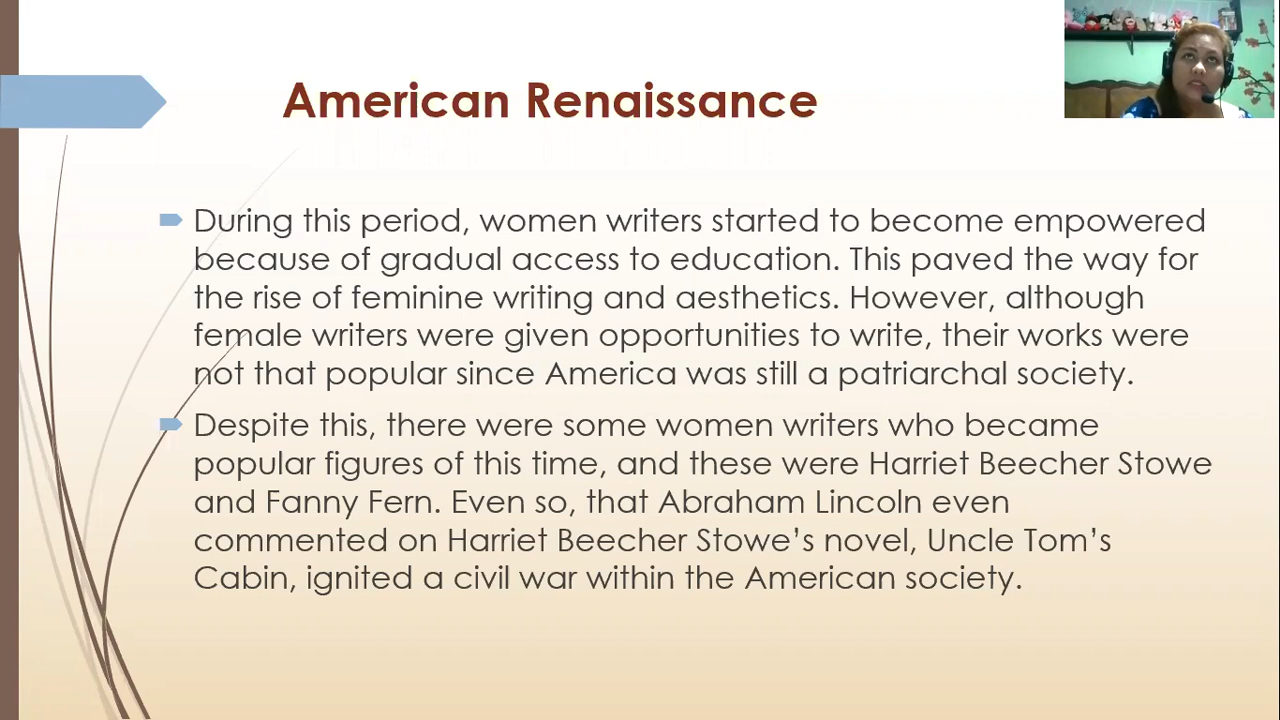 American Renaissance
During this period, women writers started to become empowered
because of gradual access to education. This paved the way for
the rise of feminine writing and aesthetics. However, although
female writers were given opportunities to write, their works were
not that popular since America was still a patriarchal society.
Despite this, there were some women writers who became
popular figures of this time, and these were Harriet Beecher Stowe
and Fanny Fern. Even so, that Abraham Lincoln even
commented on Harriet Beecher Stowe’s novel, Uncle Tom’s
Cabin, ignited a civil war within the American society.